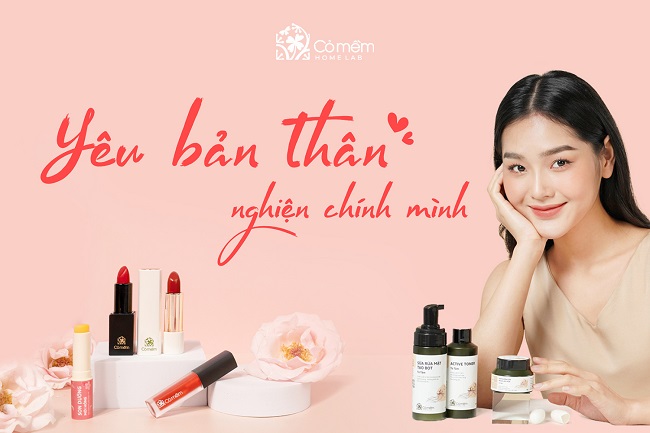 Cỏ mềm
HOME LAB
Yêu bản thân
nghiện chính mình
Cỏ mềm
Cỏ mềm
SON DƯỠNG
Cỏ mềm
SỮA RỬA MẶT
TẠO BỌT
ACTIVE TONER